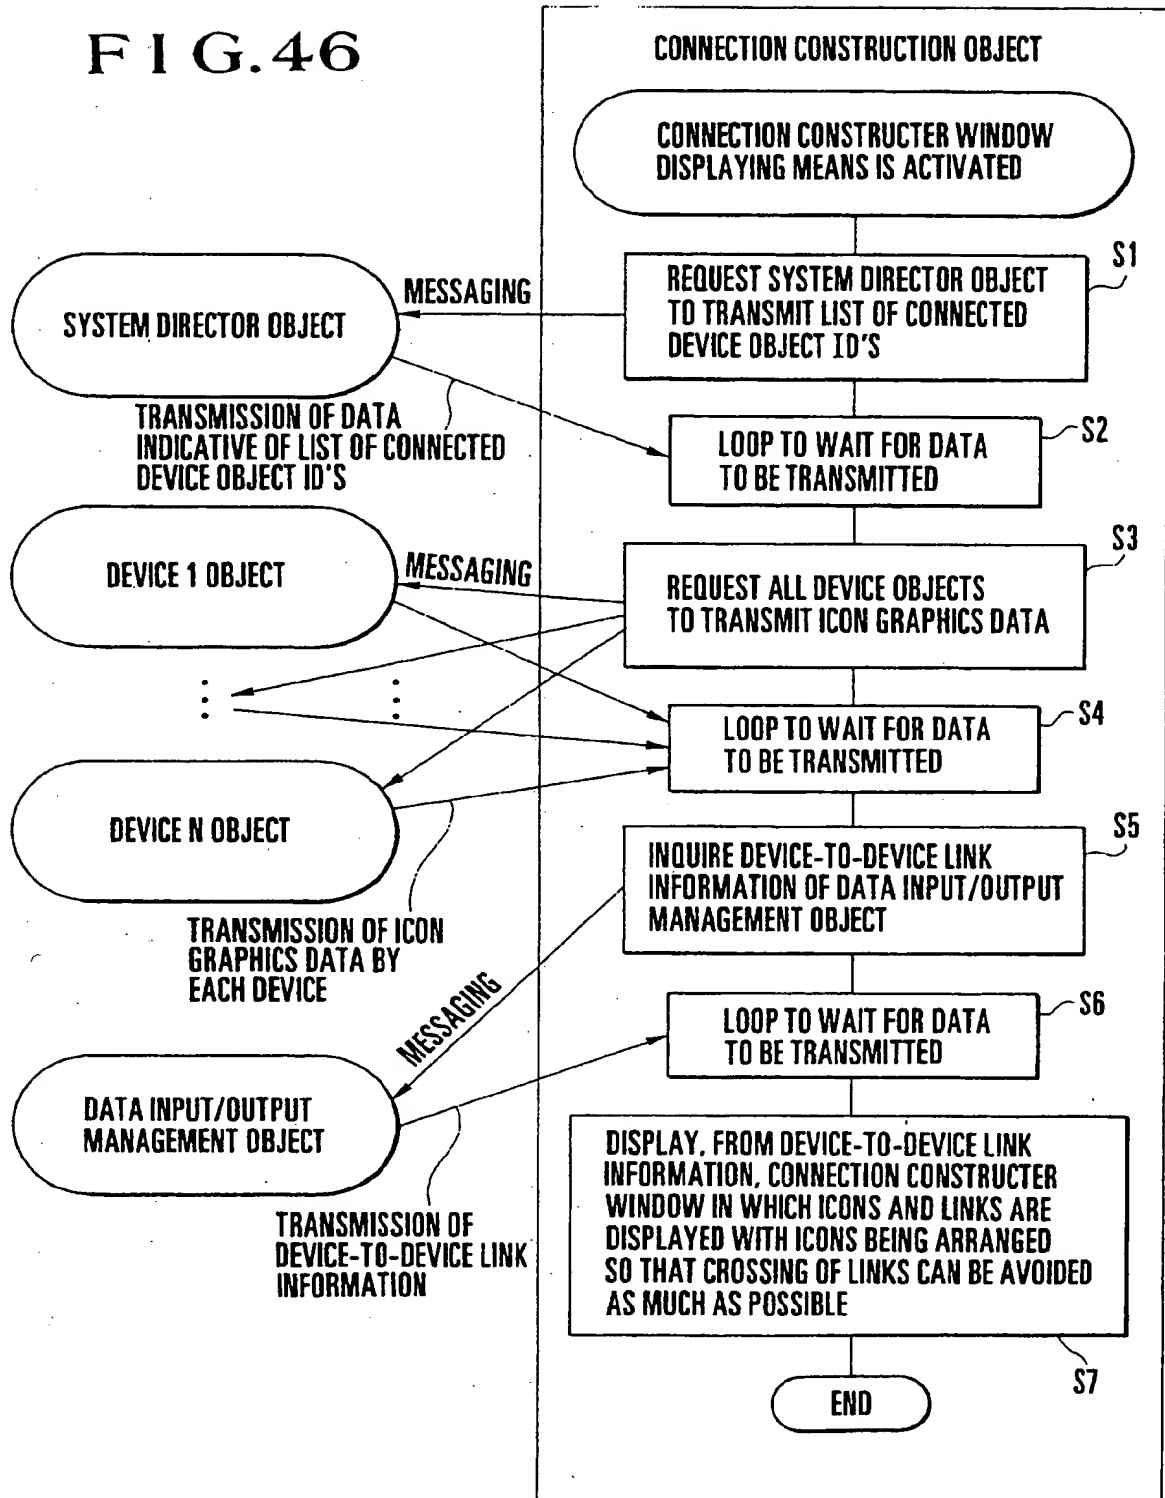 FIG.46
CONNECTION CONSTRUCTION OBJECT
CONNECTION CONSTRUCTER WINDOW
DISPLAYING MEANS IS ACTIVATED
S1
REQUEST SYSTEM DIRECTOR OBJECT
TO TRANSMIT LIST OF CONNECTED
DEVICE OBJECT ID'S
MESSAGING
SYSTEM DIRECTOR OBJECT
TRANSMISSION OF DATA
INDICATIVE OF LIST OF CONNECTED
DEVICE OBJECT ID'S
S2
LOOP TO WAIT FOR DATA
TO BE TRANSMITTED
S3
REQUEST ALL DEVICE OBJECTS
TO TRANSMIT ICON GRAPHICS DATA
MESSAGING
DEVICE 1 OBJECT
S4
LOOP TO WAIT FOR DATA
TO BE TRANSMITTED
DEVICE N OBJECT
TRANSMISSION OF ICON
GRAPHICS DATA BY
EACH DEVICE
S5
INQUIRE DEVICE-TO-DEVICE LINK
INFORMATION OF DATA INPUT/OUTPUT
MANAGEMENT OBJECT
MESSAGING
S6
LOOP TO WAIT FOR DATA
TO BE TRANSMITTED
DATA INPUT/OUTPUT
MANAGEMENT OBJECT
TRANSMISSION OF
DEVICE-TO-DEVICE LINK
INFORMATION
DISPLAY, FROM DEVICE-TO-DEVICE LINK
INFORMATION, CONNECTION CONSTRUCTER
WINDOW IN WHICH ICONS AND LINKS ARE
DISPLAYED WITH ICONS BEING ARRANGED
SO THAT CROSSING OF LINKS CAN BE AVOIDED
AS MUCH AS POSSIBLE
S7
END